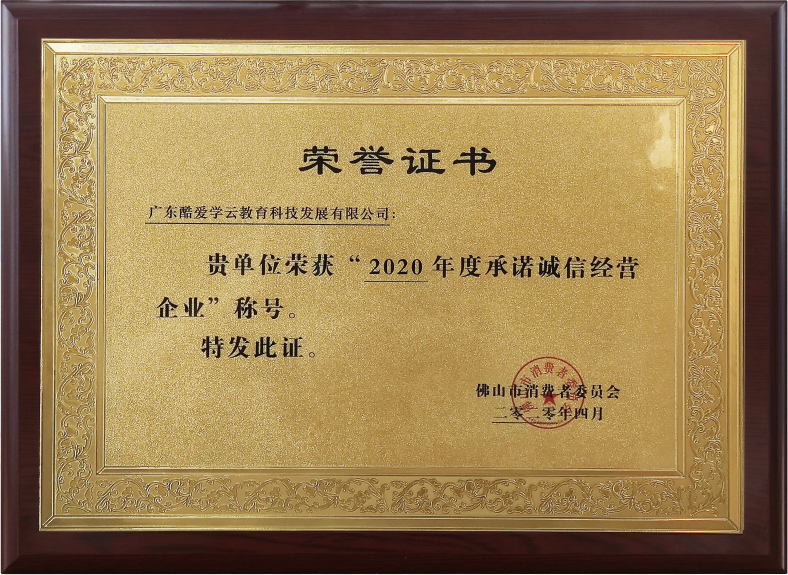 荣誉证书
广东酷爱学云教育科技发展有限公司：
贵单位荣获“2020年度承诺诚信经营
企业”称号。
特发此证。
佛山市消费者委员会
二零二零年四月